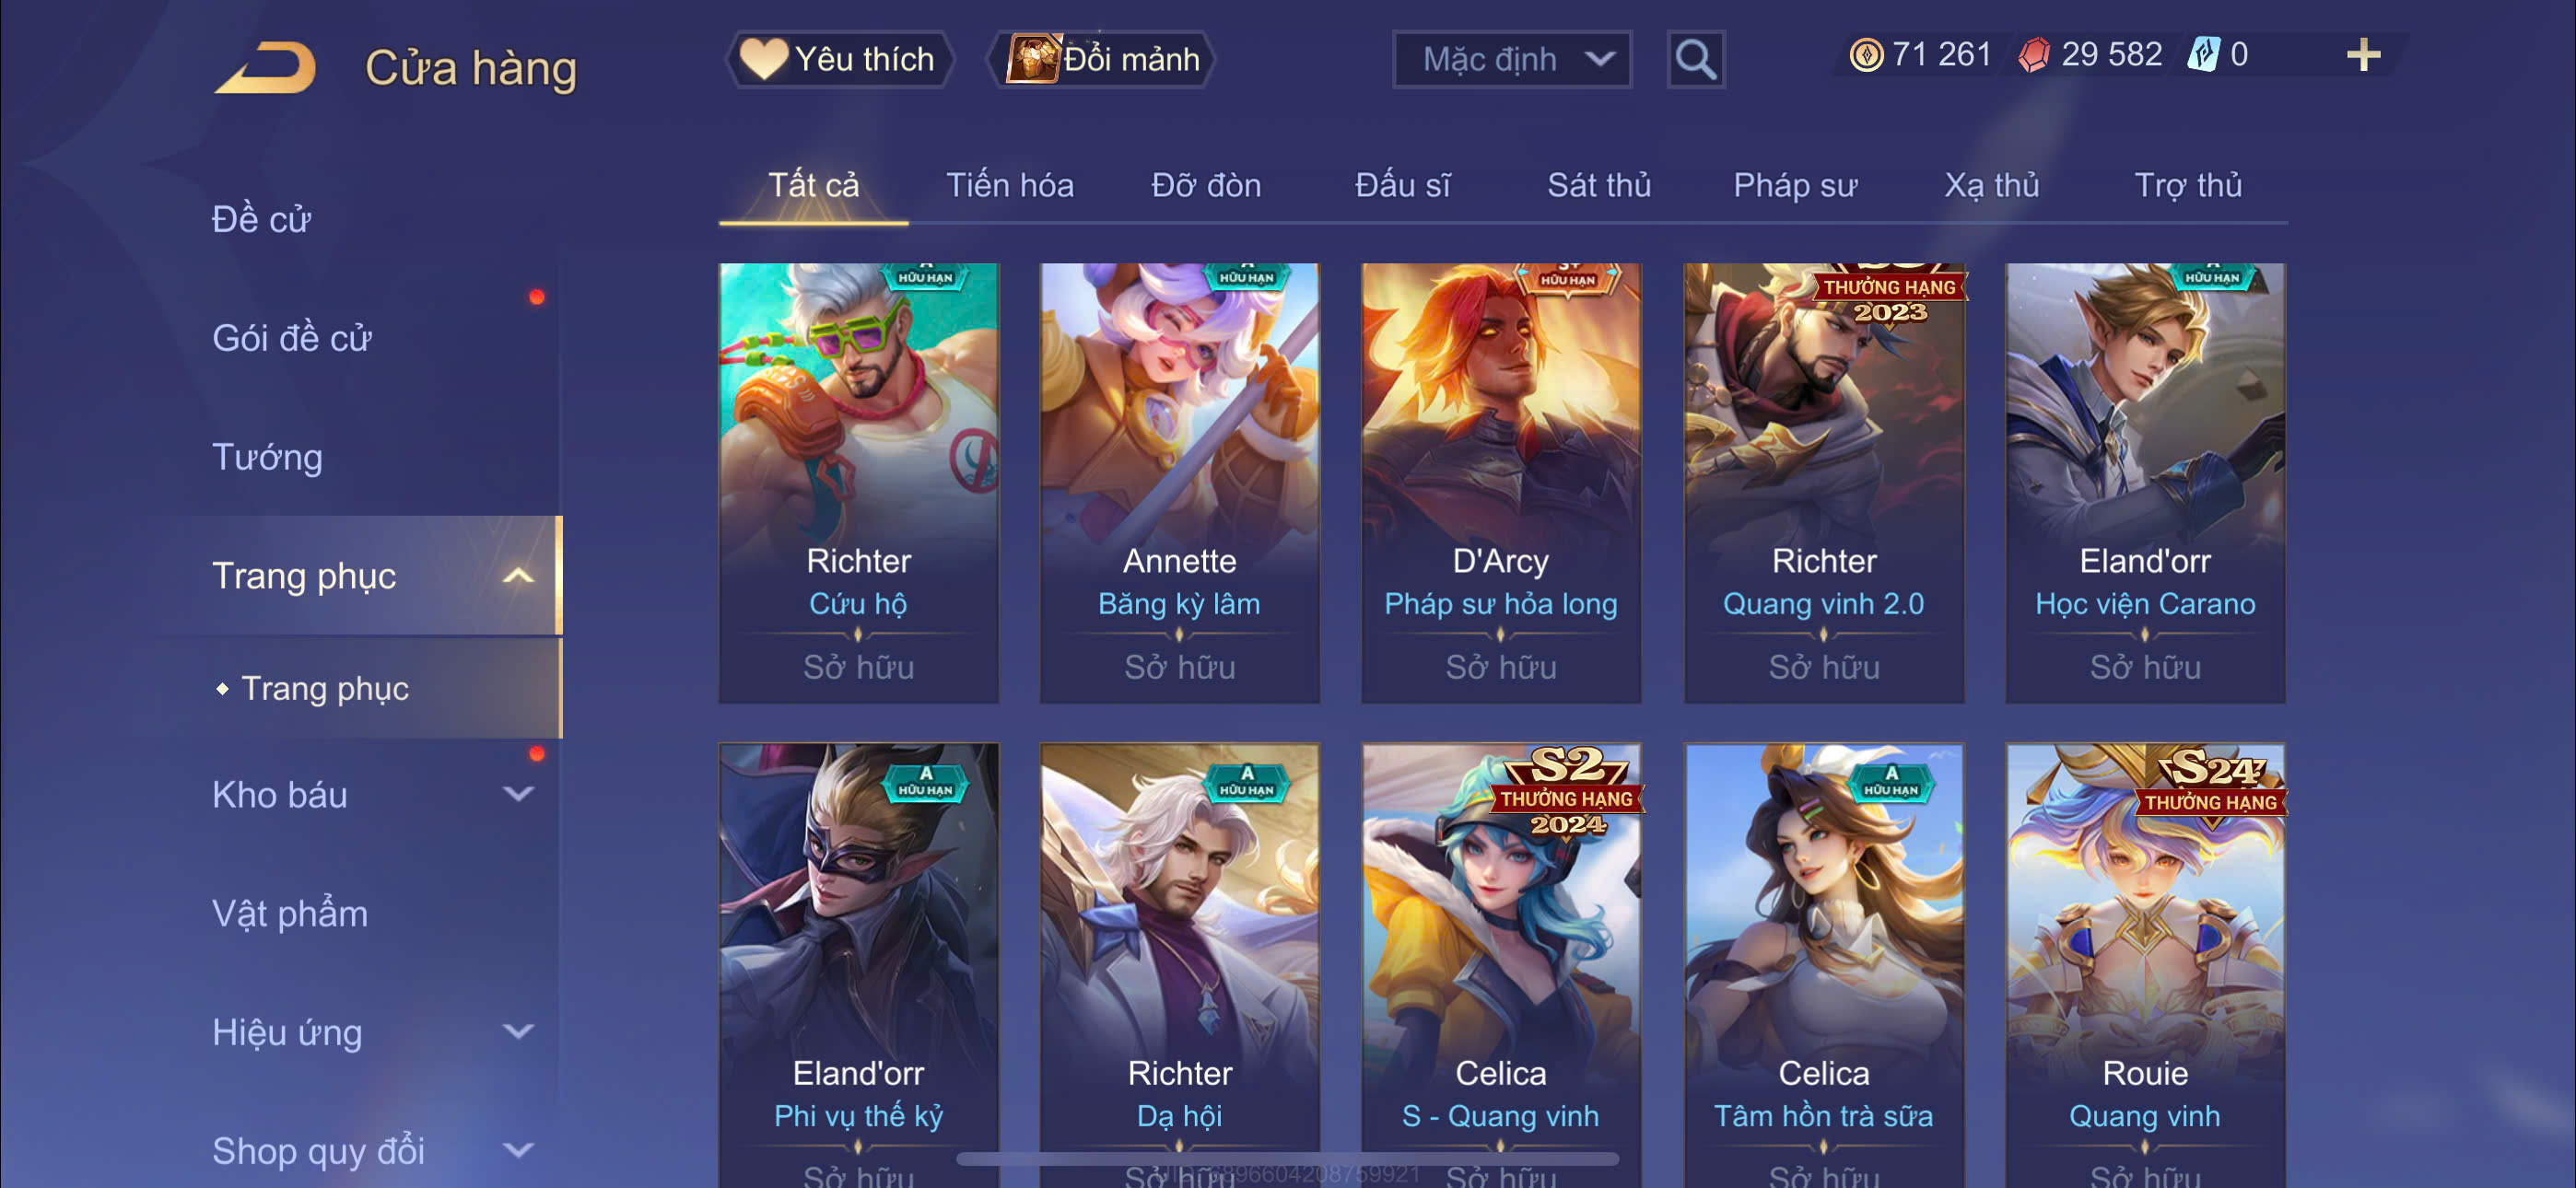 Cửa hàng
Yêu thích
Đổi mảnh
Mặc định
71 261
29 582
0
Tất cả
Tiến hóa
Đỡ đòn
Đấu sĩ
Sát thủ
Pháp sư
Xạ thủ
Trợ thủ
Đề cử
Gói đề cử
Tướng
Trang phục
Trang phục
Kho báu
Vật phẩm
Hiệu ứng
Shop quy đổi
A
HỮU HẠN
Richter
Cứu hộ
Sở hữu
A
HỮU HẠN
Annette
Băng kỳ lâm
Sở hữu
S+
HỮU HẠN
D'Arcy
Pháp sư hỏa long
Sở hữu
THƯỞNG HẠNG
2023
Richter
Quang vinh 2.0
Sở hữu
A
HỮU HẠN
Eland'orr
Học viện Carano
Sở hữu
A
HỮU HẠN
Eland'orr
Phi vụ thế kỷ
Sở hữu
A
HỮU HẠN
Richter
Dạ hội
Sở hữu
S2
THƯỞNG HẠNG
2024
Celica
S - Quang vinh
Sở hữu
A
HỮU HẠN
Celica
Tâm hồn trà sữa
Sở hữu
S24
THƯỞNG HẠNG
Rouie
Quang vinh
Sở hữu